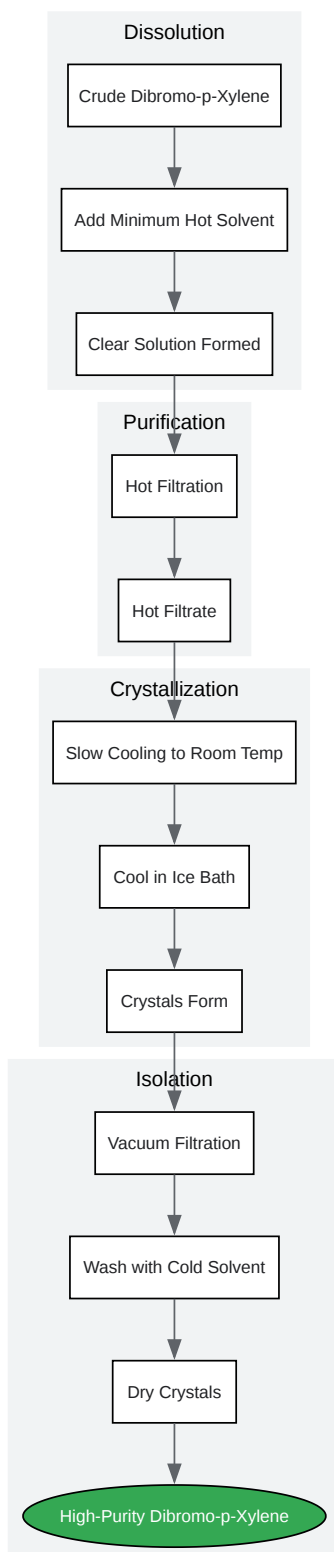 Dissolution
Crude Dibromo-p-Xylene
Add Minimum Hot Solvent
Clear Solution Formed
Purification
Hot Filtration
Hot Filtrate
Crystallization
Slow Cooling to Room Temp
Cool in Ice Bath
Crystals Form
Isolation
Vacuum Filtration
Wash with Cold Solvent
Dry Crystals
High-Purity Dibromo-p-Xylene